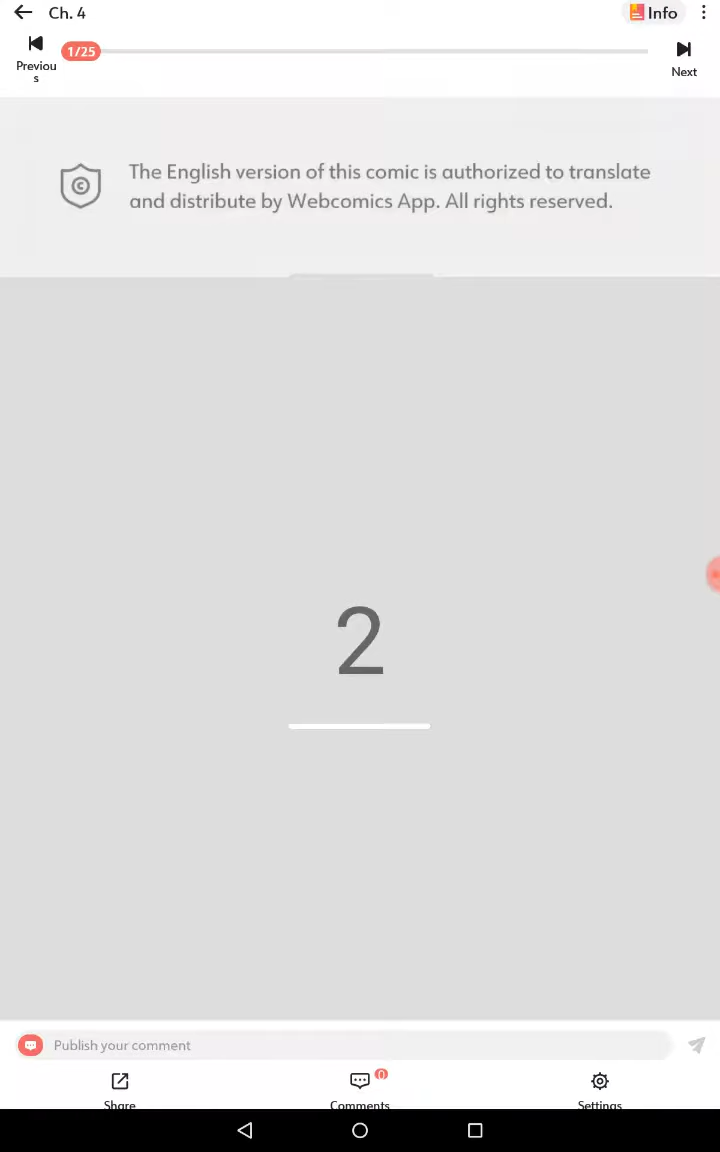 Ch. 4
Info
Previou
s
1/25
Next
The English version of this comic is authorized to translate
and distribute by Webcomics App. All rights reserved.
2
Publish your comment
0
Share
Comments
Settings